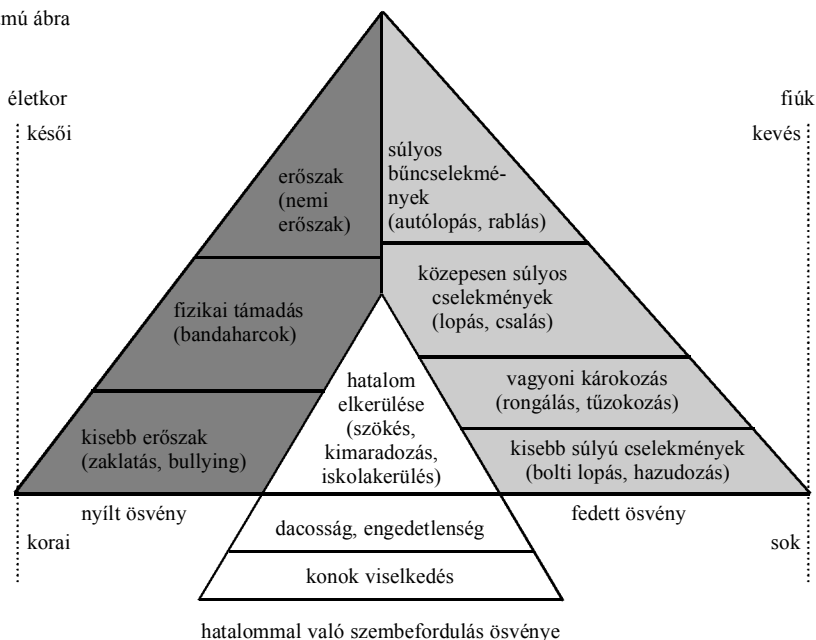 mú ábra
életkor
késői
fiúk
kevés
erőszak
(nemi
erőszak)
súlyos
bűncselekmé-
nyek
(autólopás, rablás)
fizikai támadás
(bandaharcok)
közepesen súlyos
cselekmények
(lopás, csalás)
hatalom
elkerülése
(szökés,
kimaradozás,
iskolakerülés)
vagyoni károkozás
(rongálás, tűzokozás)
kisebb erőszak
(zaklatás, bullying)
kisebb súlyú cselekmények
(bolti lopás, hazudozás)
nyílt ösvény
fedett ösvény
korai
sok
dacosság, engedetlenség
konok viselkedés
hatalommal való szembefordulás ösvénye